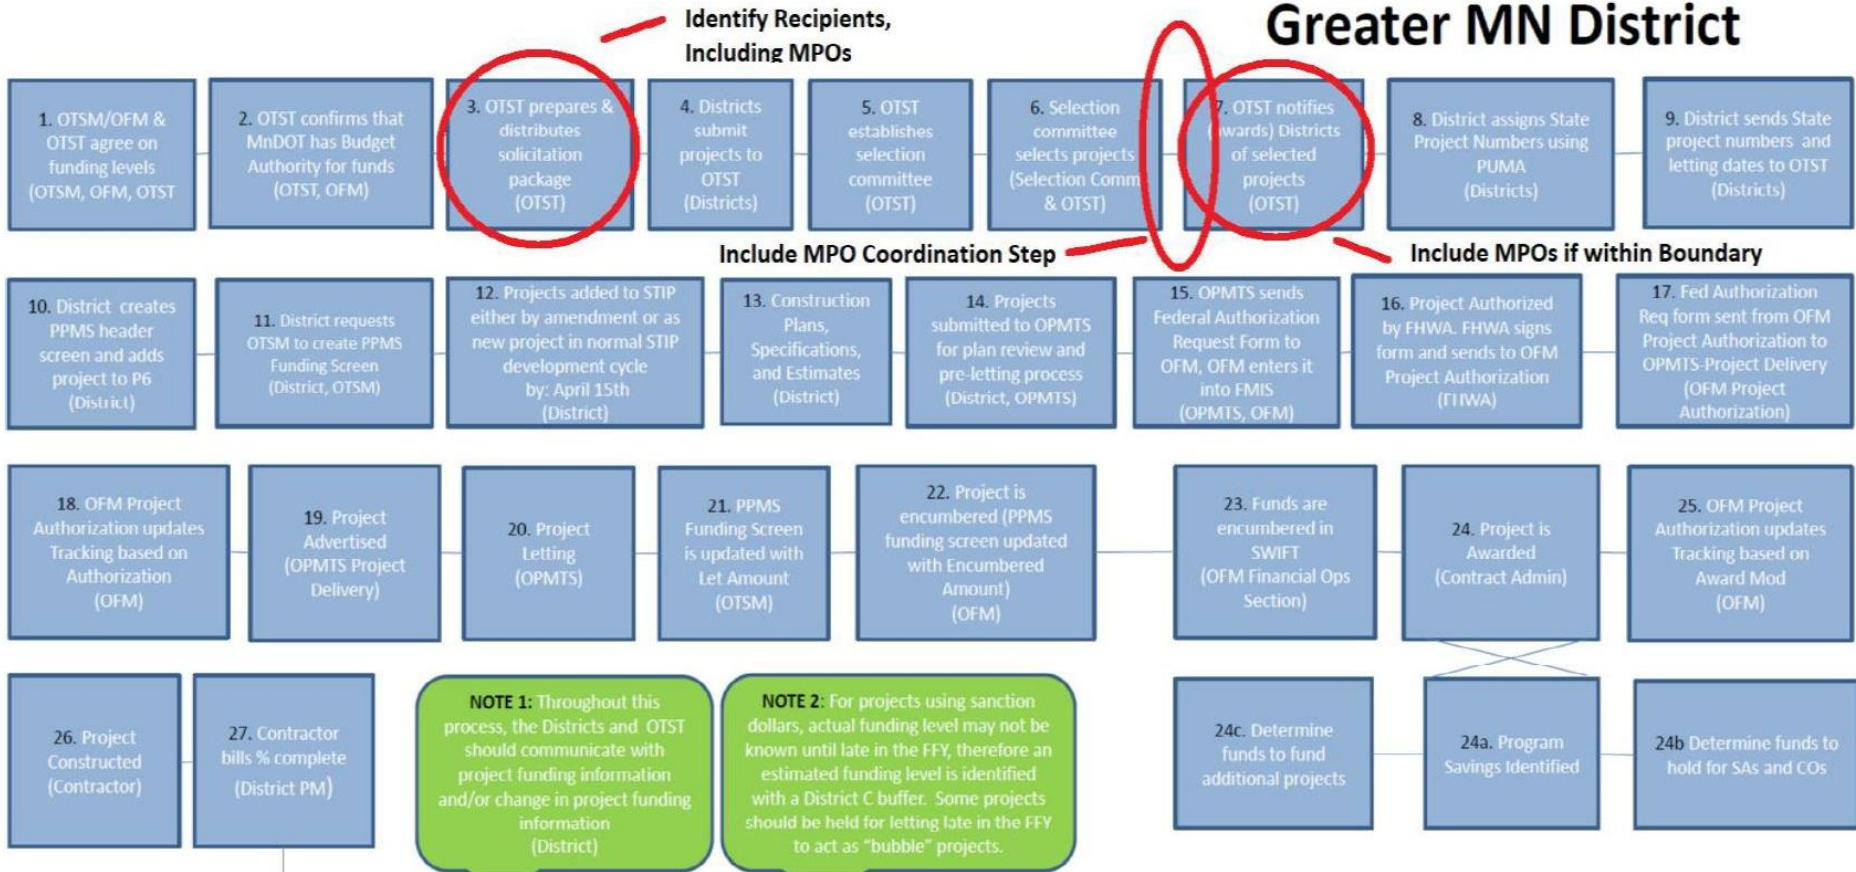 Identify Recipients,
Including MPOs
Greater MN District
1. OTSM/OFM &
OTST agree on
funding levels
(OTSM, OFM, OTST
2. OTST confirms that
MnDOT has Budget
Authority for funds
(OTST, OFM)
3. OTST prepares &
distributes
solicitation
package
(OTST)
4. Districts
submit
projects to
OTST
(Districts)
5. OTST
establishes
selection
committee
(OTST)
6. Selection
committee
selects projects
(Selection Comm
& OTST)
7. OTST notifies
(awards) Districts
of selected
projects
(OTST)
8. District assigns State
Project Numbers using
PUMA
(Districts)
9. District sends State
project numbers and
letting dates to OTST
(Districts)
Include MPO Coordination Step
Include MPOs if within Boundary
10. District creates
PPMS header
screen and adds
project to P6
(District)
11. District requests
OTSM to create PPMS
Funding Screen
(District, OTSM)
12. Projects added to STIP
either by amendment or as
new project in normal STIP
development cycle
by: April 15th
(District)
13. Construction
Plans,
Specifications,
and Estimates
(District)
14. Projects
submitted to OPMTS
for plan review and
pre-letting process
(District, OPMTS)
15. OPMTS sends
Federal Authorization
Request Form to
OFM, OFM enters it
into FMIS
(OPMTS, OFM)
16. Project Authorized
by FHWA. FHWA signs
form and sends to OFM
Project Authorization
(FHWA)
17. Fed Authorization
Req form sent from OFM
Project Authorization to
OPMTS-Project Delivery
(OFM Project
Authorization)
18. OFM Project
Authorization updates
Tracking based on
Authorization
(OFM)
19. Project
Advertised
(OPMTS Project
Delivery)
20. Project
Letting
(OPMTS)
21. PPMS
Funding Screen
is updated with
Let Amount
(OTSM)
22. Project is
encumbered (PPMS
funding screen updated
with Encumbered
Amount)
(OFM)
23. Funds are
encumbered in
SWIFT
(OFM Financial Ops
Section)
24. Project is
Awarded
(Contract Admin)
25. OFM Project
Authorization updates
Tracking based on
Award Mod
(OFM)
26. Project
Constructed
(Contractor)
27. Contractor
bills % complete
(District PM)
NOTE 1: Throughout this
process, the Districts and OTST
should communicate with
project funding information
and/or change in project funding
information
(District)
NOTE 2: For projects using sanction
dollars, actual funding level may not be
known until late in the FFY, therefore an
estimated funding level is identified
with a District C buffer. Some projects
should be held for letting late in the FFY
to act as "bubble" projects.
24c. Determine
funds to fund
additional projects
24a. Program
Savings Identified
24b Determine funds to
hold for SAs and COs